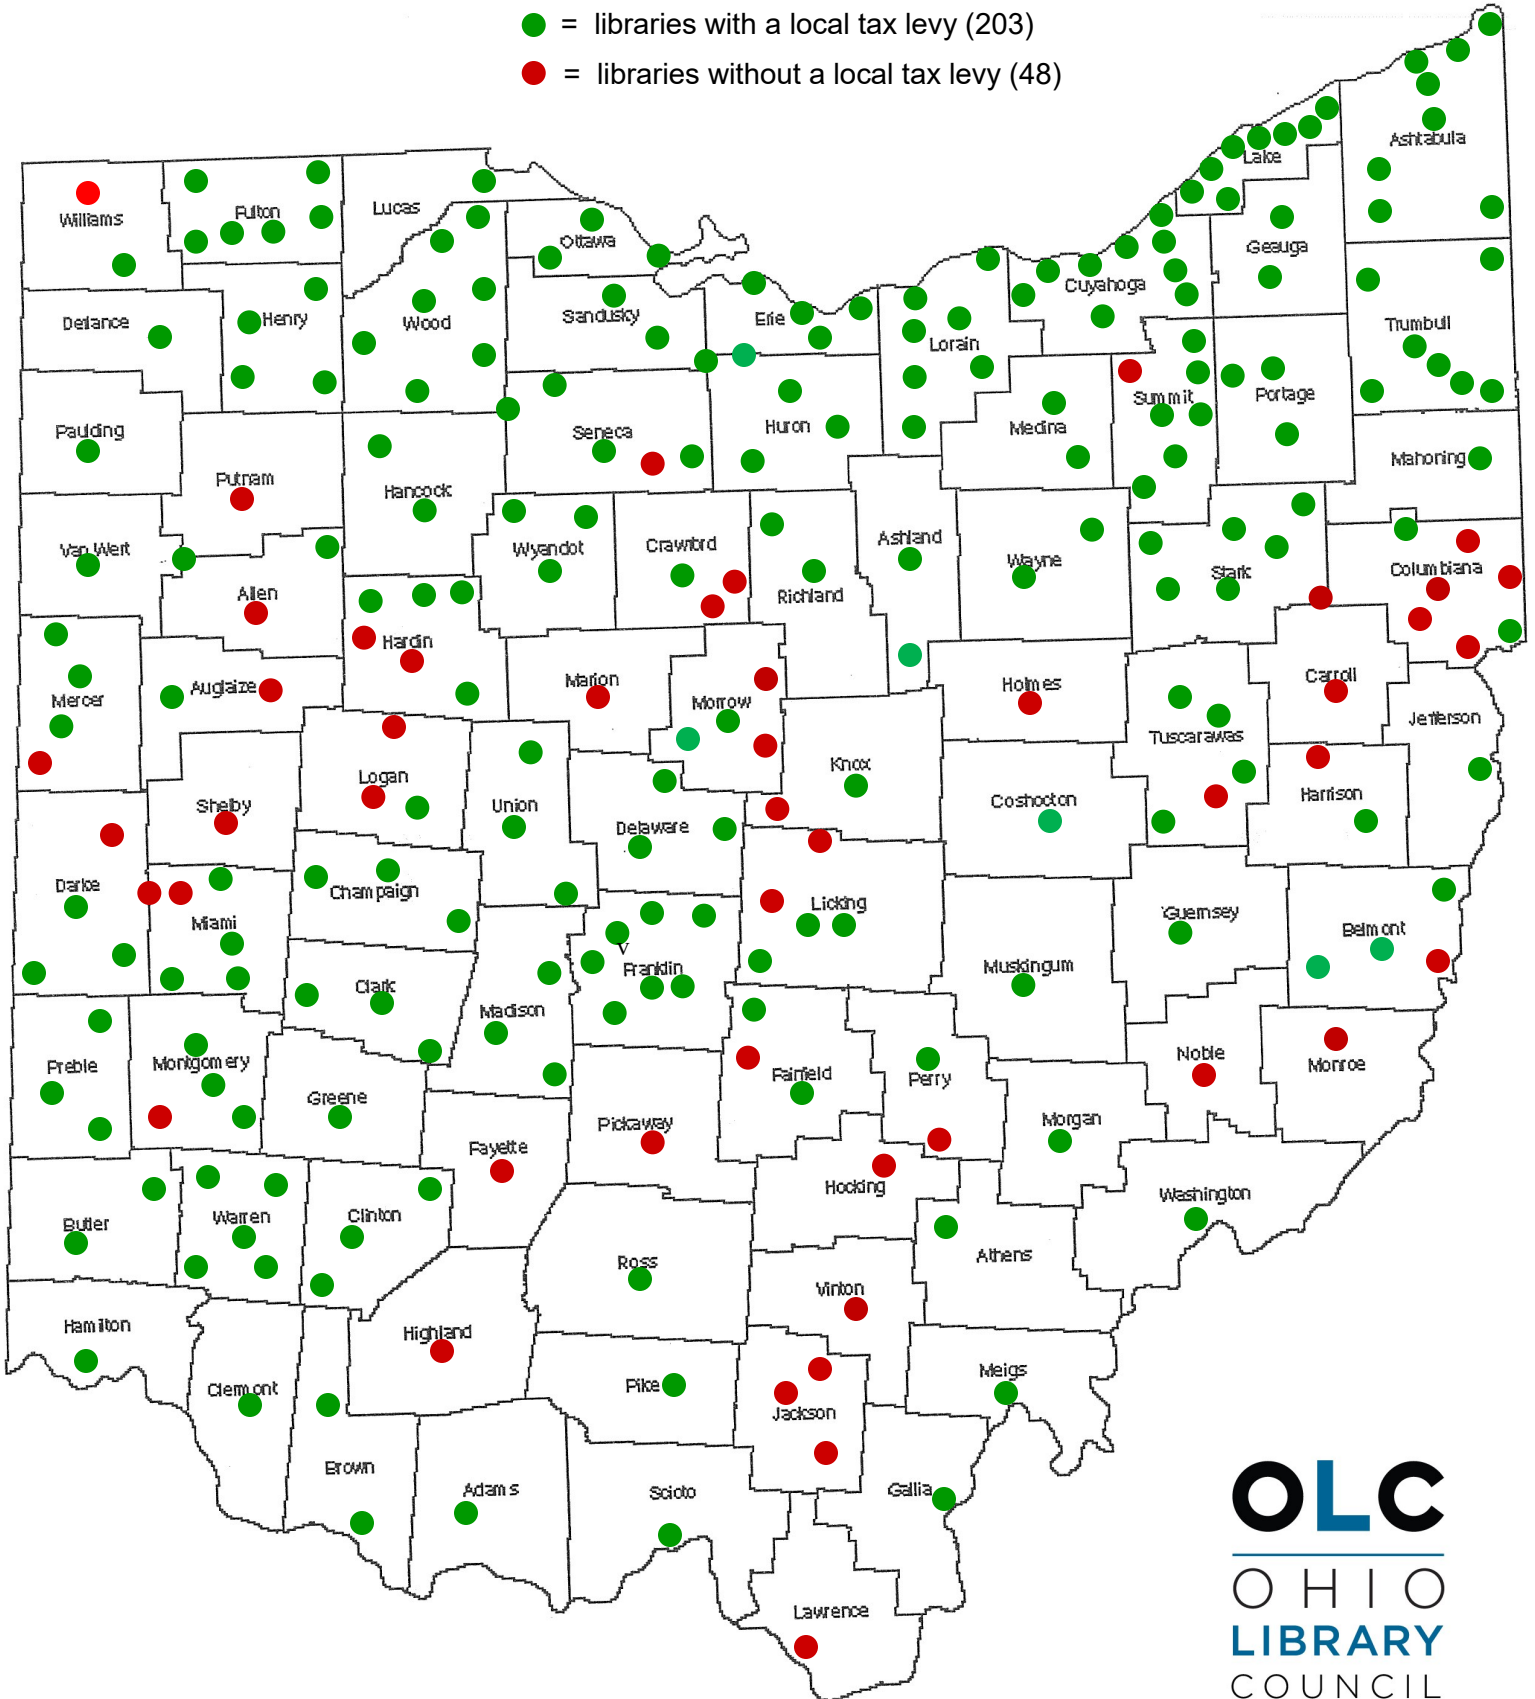 = libraries with a local tax levy (203)
= libraries without a local tax levy (48)
Ashtabula
Lake
Williams
Fulton
Lucas
Ottawa
Geauga
Cuyahoga
Defiance
Henry
Wood
Sandusky
Erie
Lorain
Trumbull
Paulding
Seneca
Huron
Medina
Summit
Portage
Mahoning
Putnam
Hancock
Van Wert
Allen
Wyandot
Crawford
Richland
Ashland
Wayne
Stark
Columbiana
Hardin
Mercer
Auglaize
Marion
Morrow
Holmes
Carroll
Jefferson
Tuscarawas
Logan
Knox
Shelby
Union
Delaware
Coshocton
Harrison
Darke
Champaign
Miami
Licking
Guernsey
Belmont
V
Franklin
Clark
Madison
Muskingum
Preble
Montgomery
Greene
Fairfield
Perry
Noble
Monroe
Pickaway
Morgan
Fayette
Hocking
Washington
Butler
Warren
Clinton
Ross
Athens
Vinton
Hamilton
Highland
Clermont
Pike
Meigs
Jackson
Brown
Adams
Scioto
Gallia
Lawrence
OLC
OHIO
LIBRARY
COUNCIL